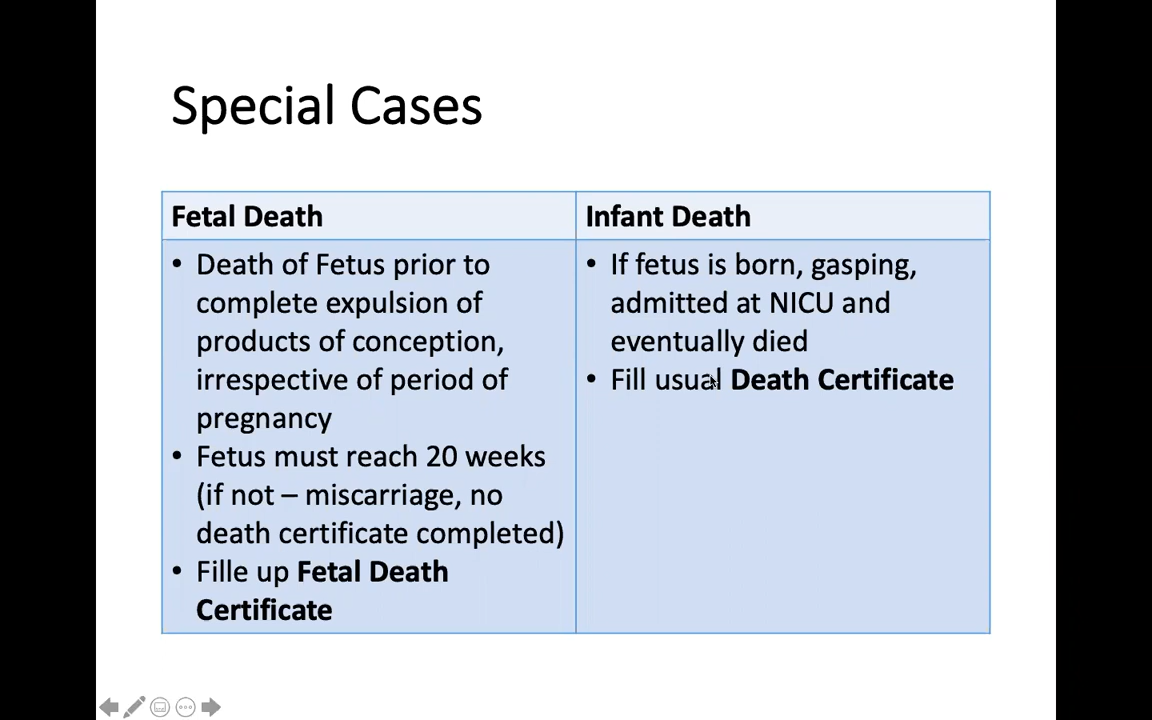 Special Cases
Fetal Death
• Death of Fetus prior to
complete expulsion of
products of conception,
irrespective of period of
pregnancy
• Fetus must reach 20 weeks
(if not – miscarriage, no
death certificate completed)
• Fille up Fetal Death
Certificate
Infant Death
• If fetus is born, gasping,
admitted at NICU and
eventually died
• Fill usual Death Certificate